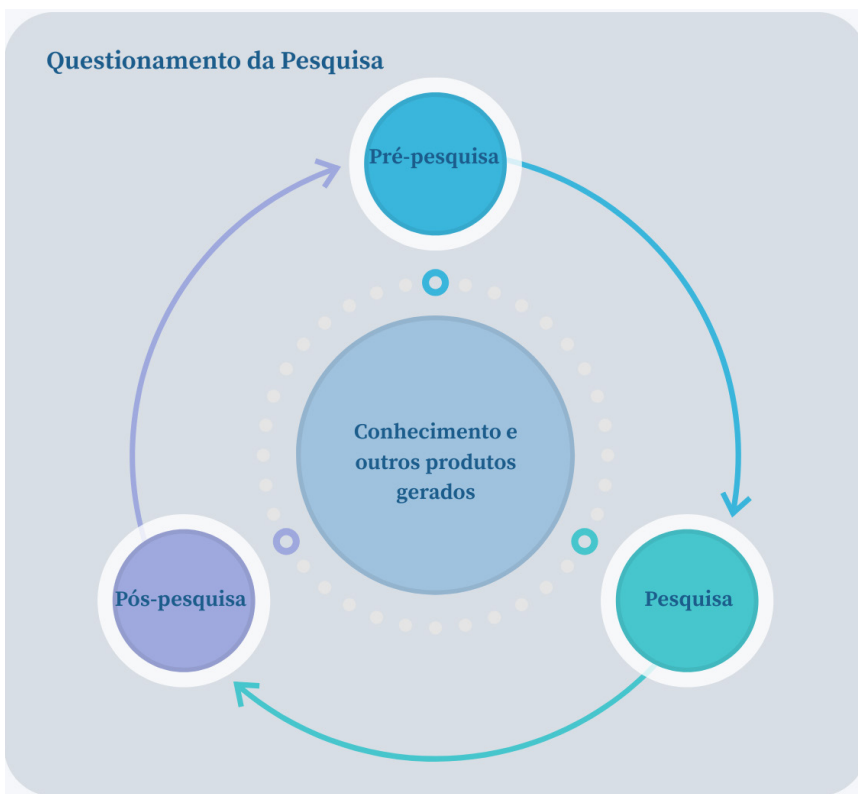 Questionamento da Pesquisa
Pré-pesquisa
Conhecimento e
outros produtos
gerados
Pós-pesquisa
Pesquisa